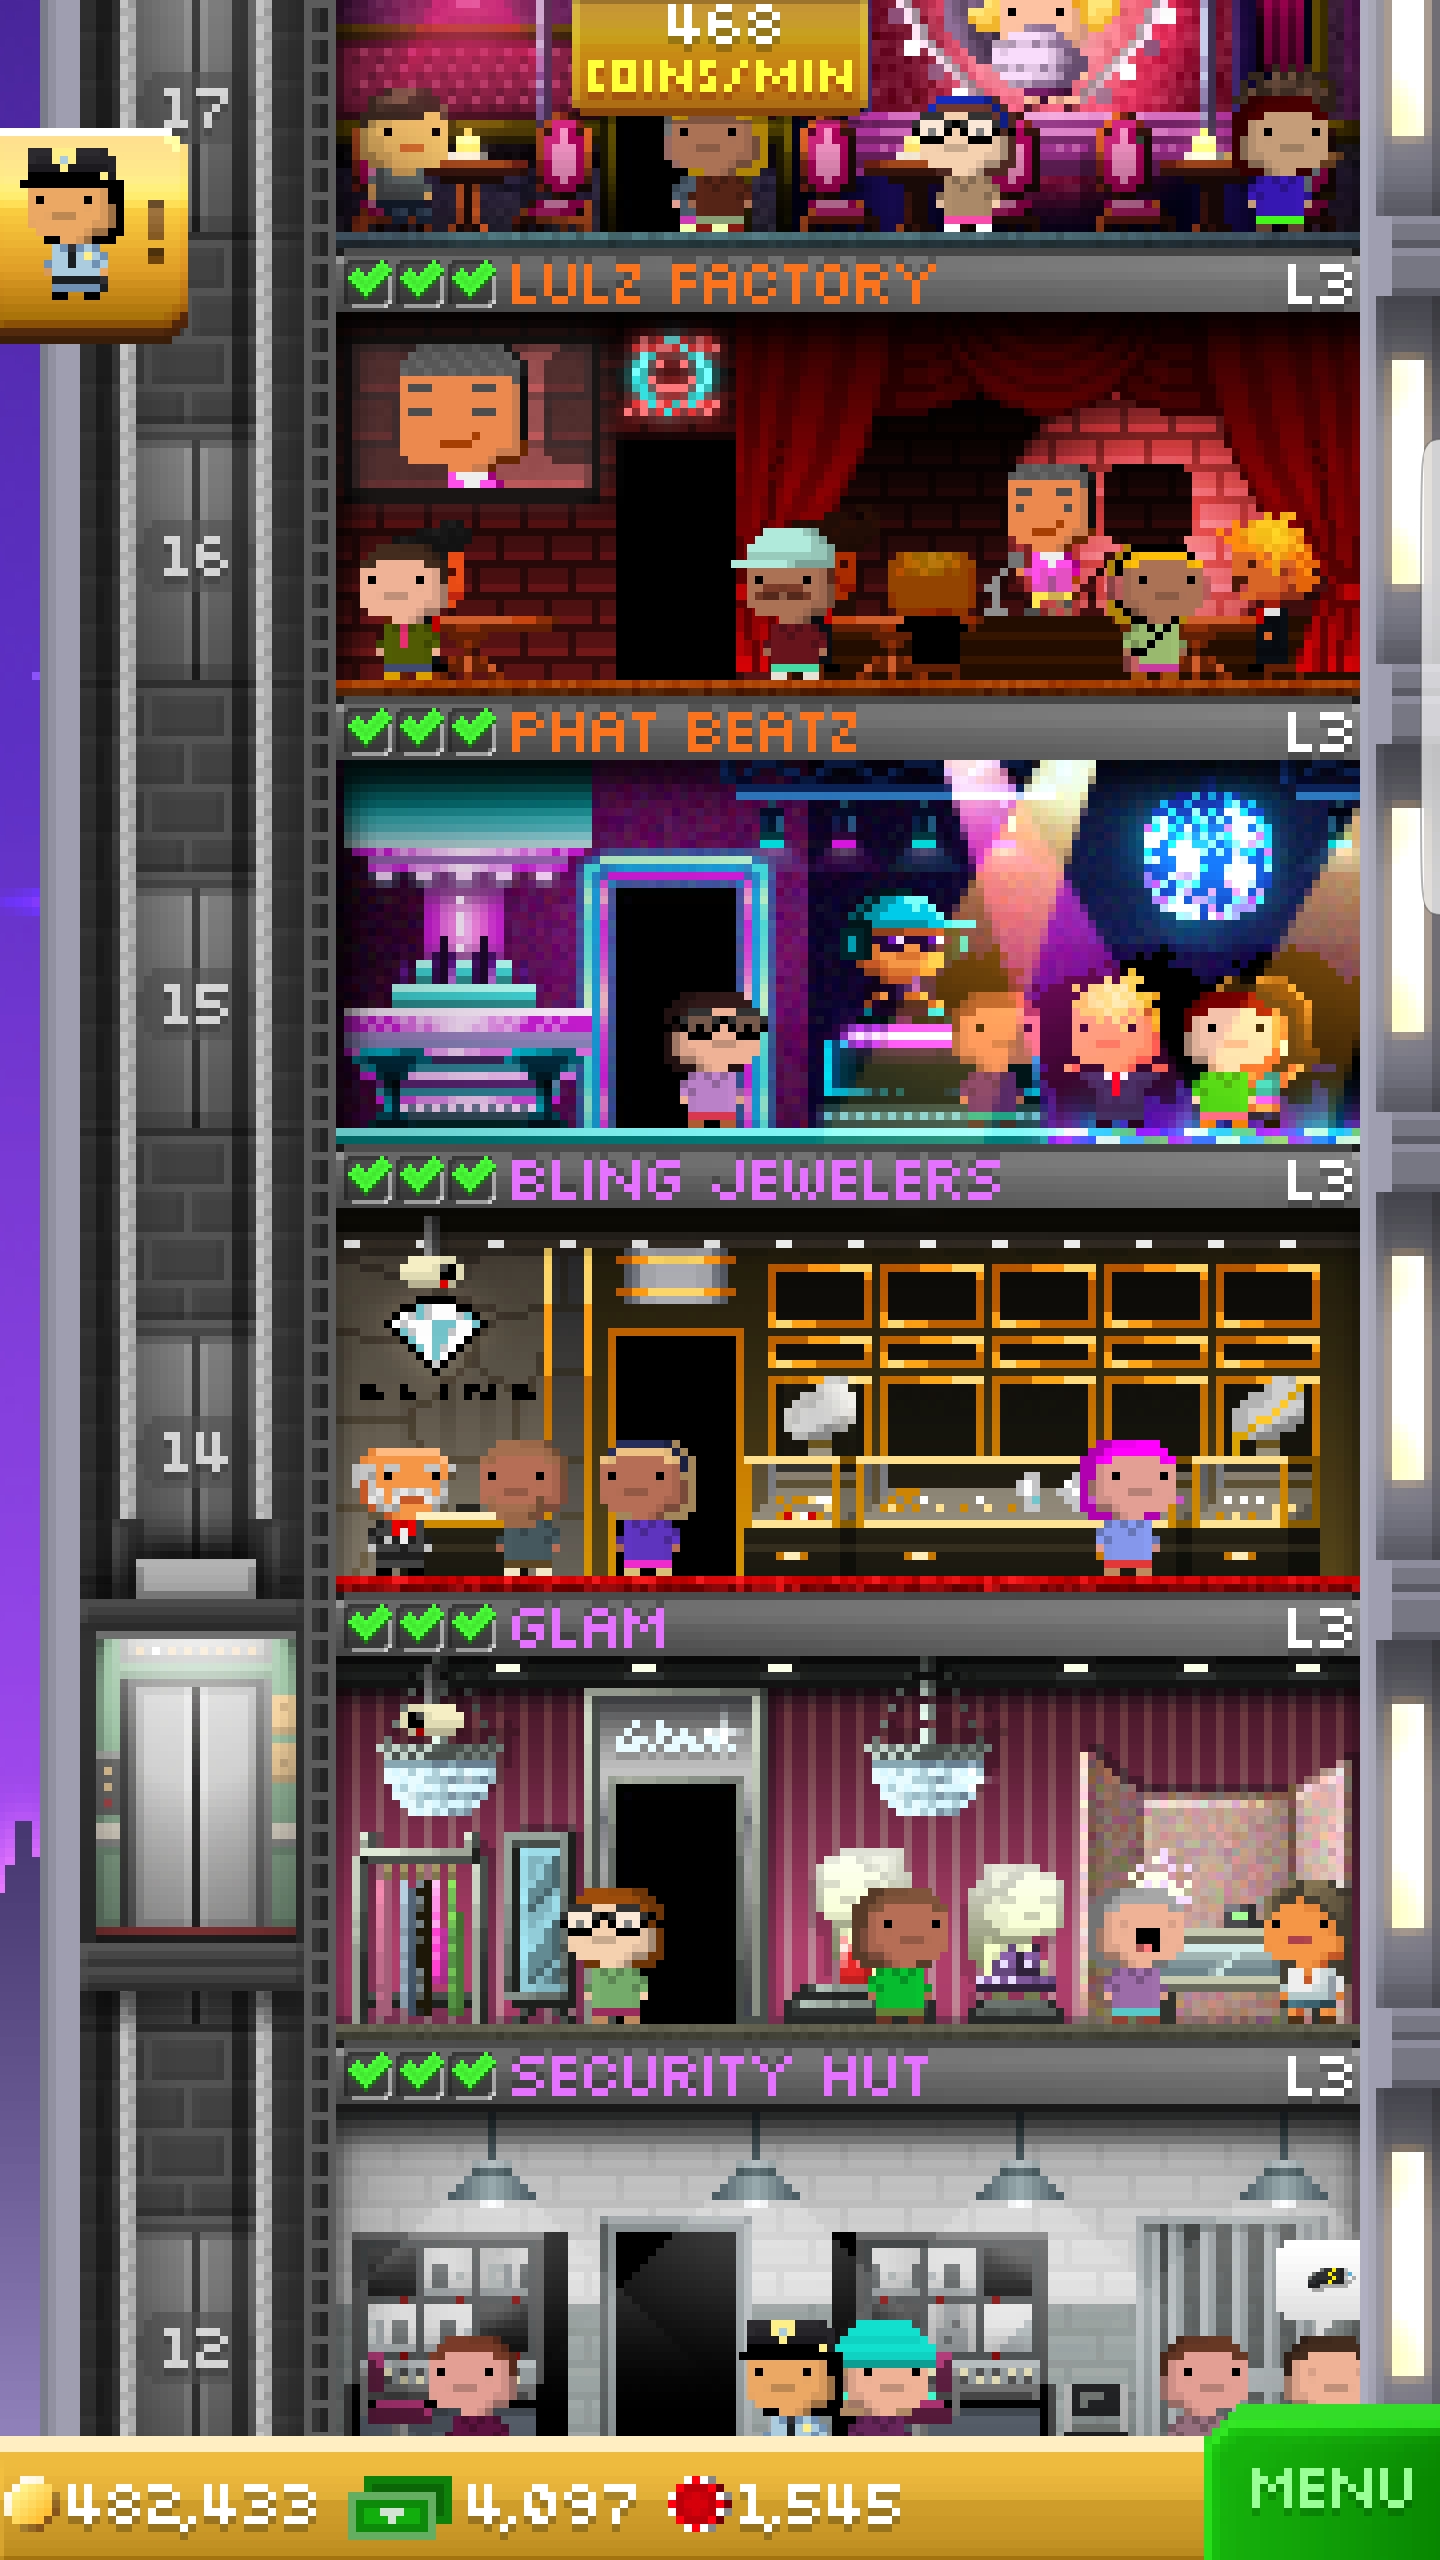 468
COINS/MIN
17
!
LULZ FACTORY L3
16
PHAT BEATZ L3
15
BLING JEWELERS L3
BLING
14
GLAM L3
Glam
SECURITY HUT L3
12
482,433 4,097 1,545
MENU